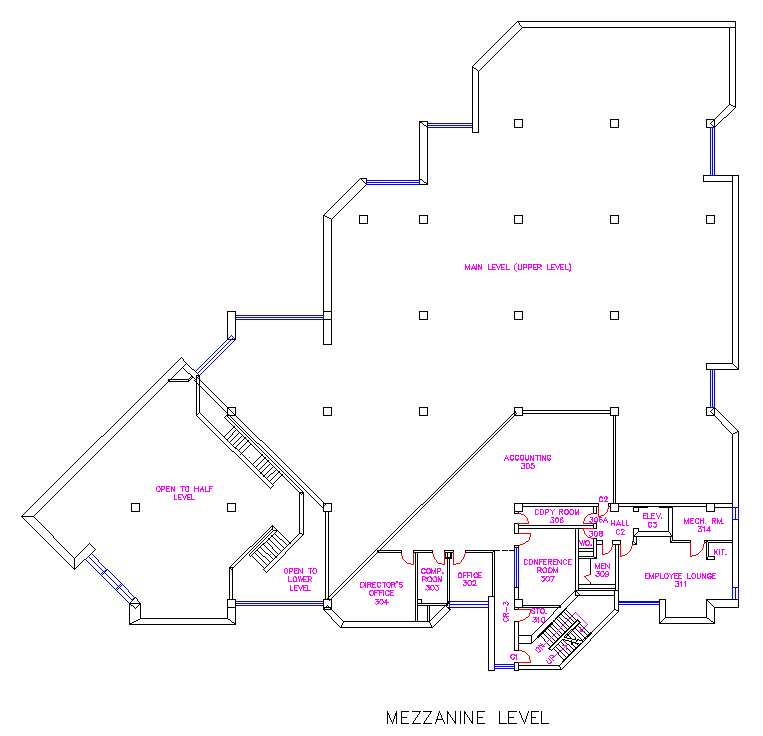 MAIN LEVEL (UPPER LEVEL)
ACCOUNTING
305
OPEN TO HALF
LEVEL
C2
COPY ROOM
306
306A
308
HALL
C2
ELEV.
C3
MECH. RM.
314
WO.
KIT.
CONFERENCE
ROOM
307
MEN
309
EMPLOYEE LOUNGE
311
OPEN TO
LOWER
LEVEL
DIRECTOR'S
OFFICE
304
COMP.
ROOM
303
OFFICE
302
CR-3
STO.
310
DN
UP
C1
MEZZANINE LEVEL